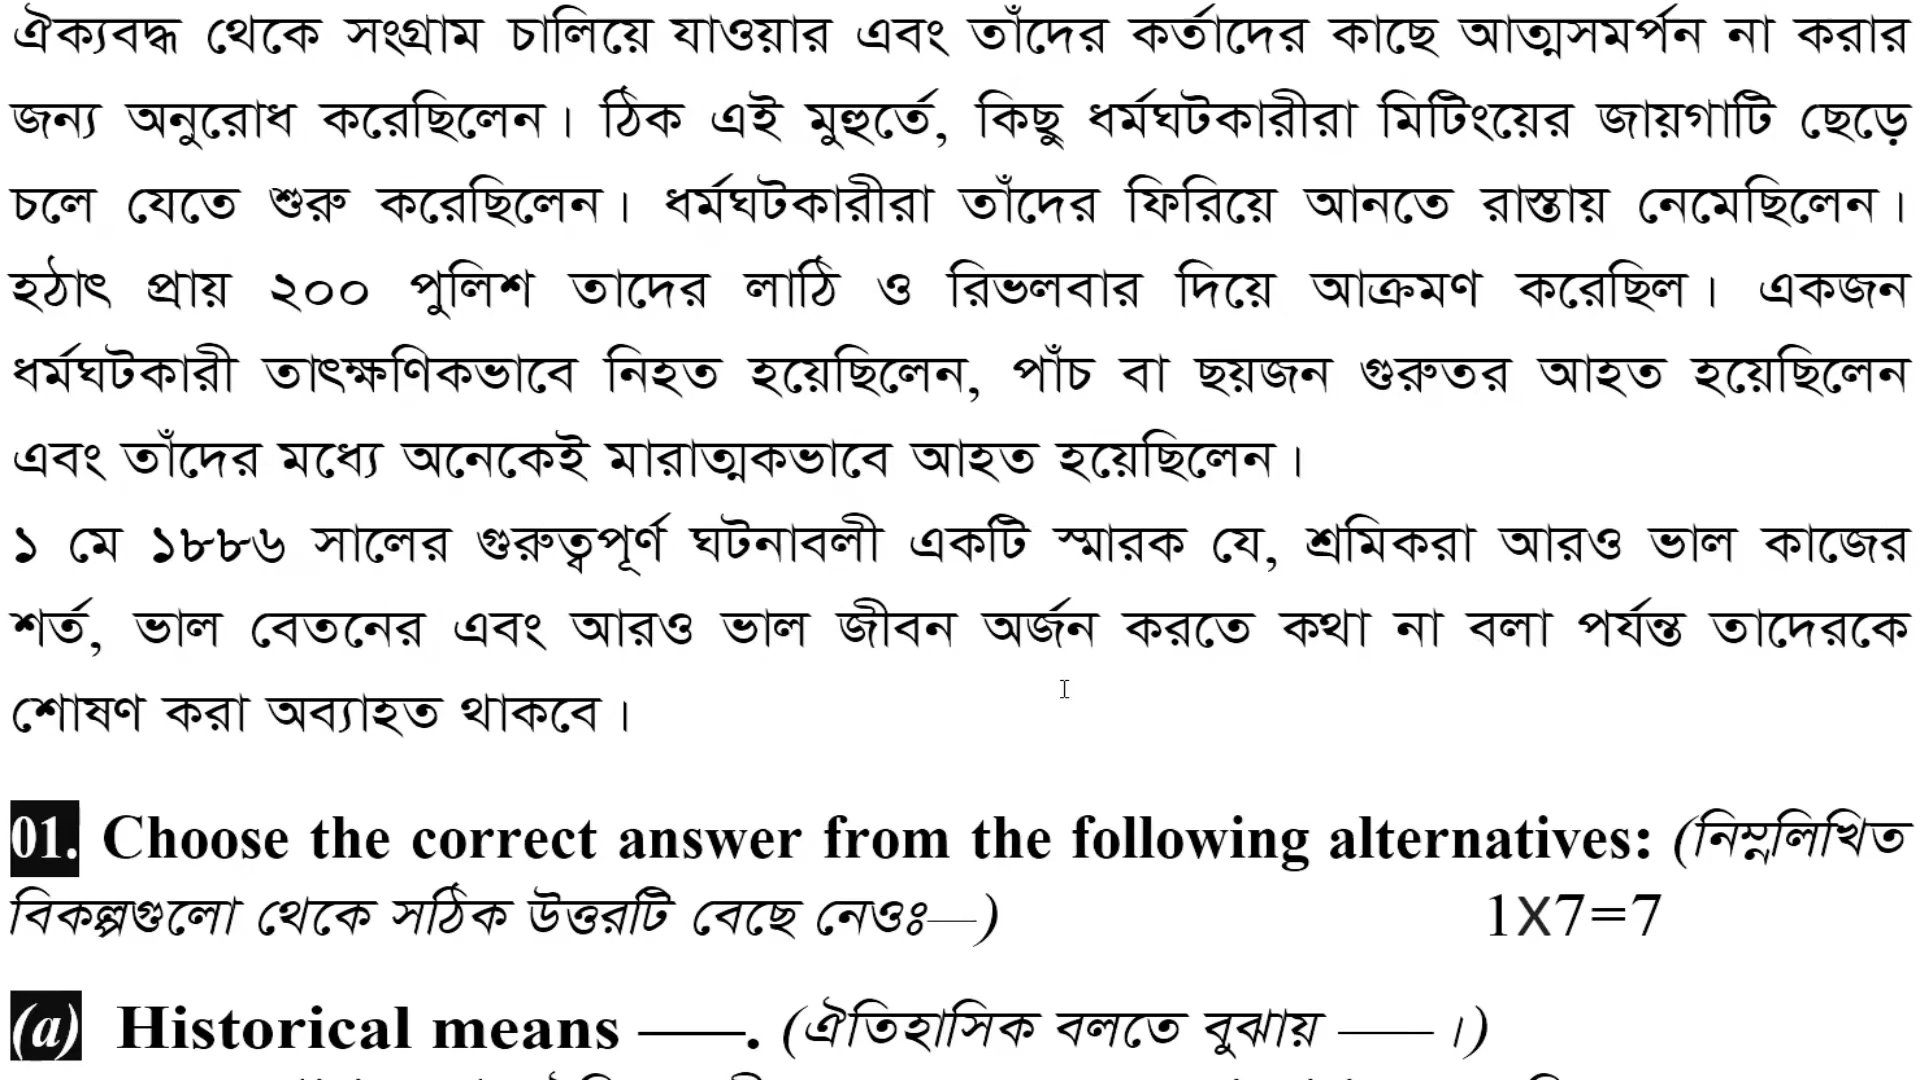 ঐক্যবদ্ধ থেকে সংগ্রাম চালিয়ে যাওয়ার এবং তাঁদের কর্তাদের কাছে আত্মসমর্পন না করার
জন্য অনুরোধ করেছিলেন। ঠিক এই মুহুর্তে, কিছু ধর্মঘটকারীরা মিটিংয়ের জায়গাটি ছেড়ে
চলে যেতে শুরু করেছিলেন। ধর্মঘটকারীরা তাঁদের ফিরিয়ে আনতে রাস্তায় নেমেছিলেন।
হঠাৎ প্রায় ২০০ পুলিশ তাদের লাঠি ও রিভলবার দিয়ে আক্রমণ করেছিল। একজন
ধর্মঘটকারী তাৎক্ষণিকভাবে নিহত হয়েছিলেন, পাঁচ বা ছয়জন গুরুতর আহত হয়েছিলেন
এবং তাঁদের মধ্যে অনেকেই মারাত্মকভাবে আহত হয়েছিলেন।
১ মে ১৮৮৬ সালের গুরুত্বপূর্ণ ঘটনাবলী একটি স্মারক যে, শ্রমিকরা আরও ভাল কাজের
শর্ত, ভাল বেতনের এবং আরও ভাল জীবন অর্জন করতে কথা না বলা পর্যন্ত তাদেরকে
শোষণ করা অব্যাহত থাকবে।
01. Choose the correct answer from the following alternatives: (নিম্নলিখিত
বিকল্পগুলো থেকে সঠিক উত্তরটি বেছে নেওঃ—) 1X7=7
(a) Historical means ——. (ঐতিহাসিক বলতে বুঝায় ——।)